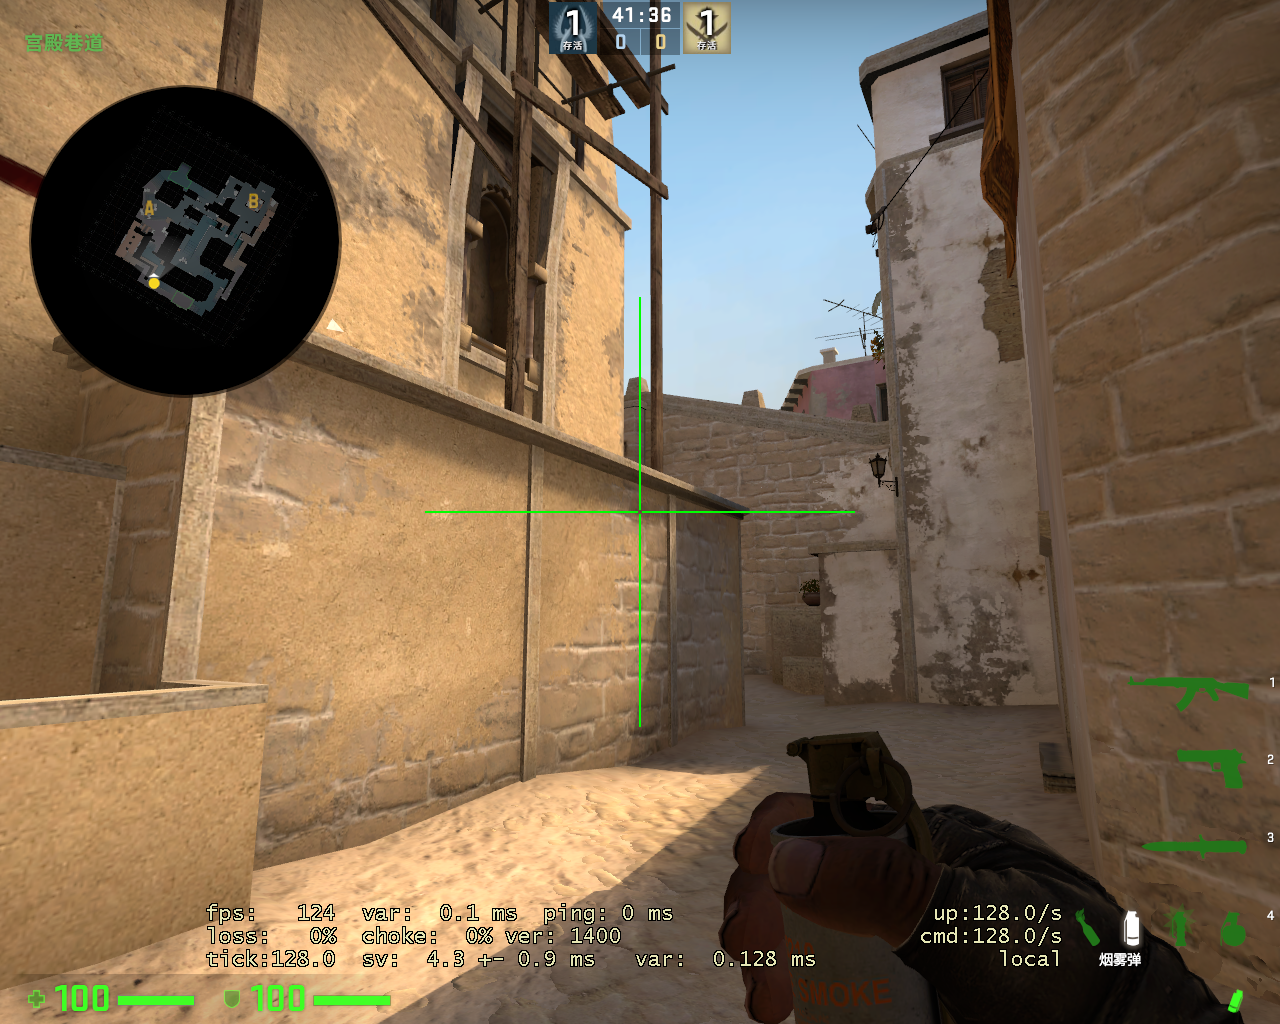 宫殿巷道
1 41:36 1
存活 0 0 存活
A
B
1
2
3
4
fps: 124 var: 0.1 ms ping: 0 ms
loss: 0% choke: 0% ver: 1400
tick:128.0 sv: 4.3 +- 0.9 ms var: 0.128 ms
up:128.0/s
cmd:128.0/s
local
烟雾弹
SMOKE
100
100